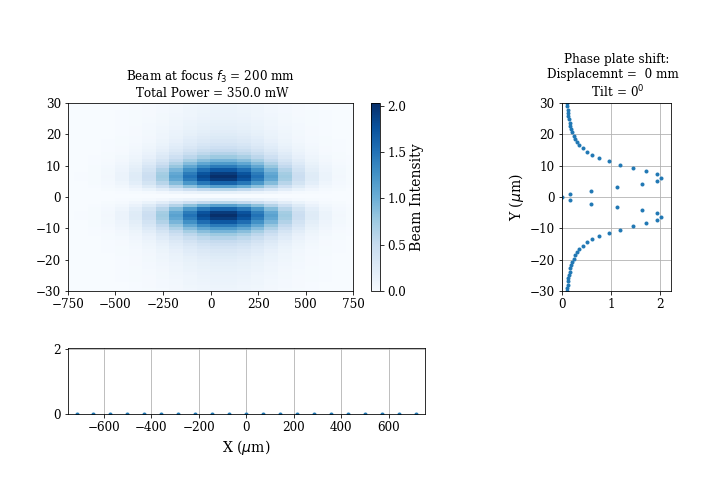 Beam at focus f₃ = 200 mm
Total Power = 350.0 mW
30
20
10
0
−10
−20
−30
−750 −500 −250 0 250 500 750
2.0
1.5
1.0
0.5
0.0
Beam Intensity
Phase plate shift:
Displacemnt = 0 mm
Tilt = 0⁰
Y (μm)
30
20
10
0
−10
−20
−30
0 1 2
2
0
−600 −400 −200 0 200 400 600
X (μm)